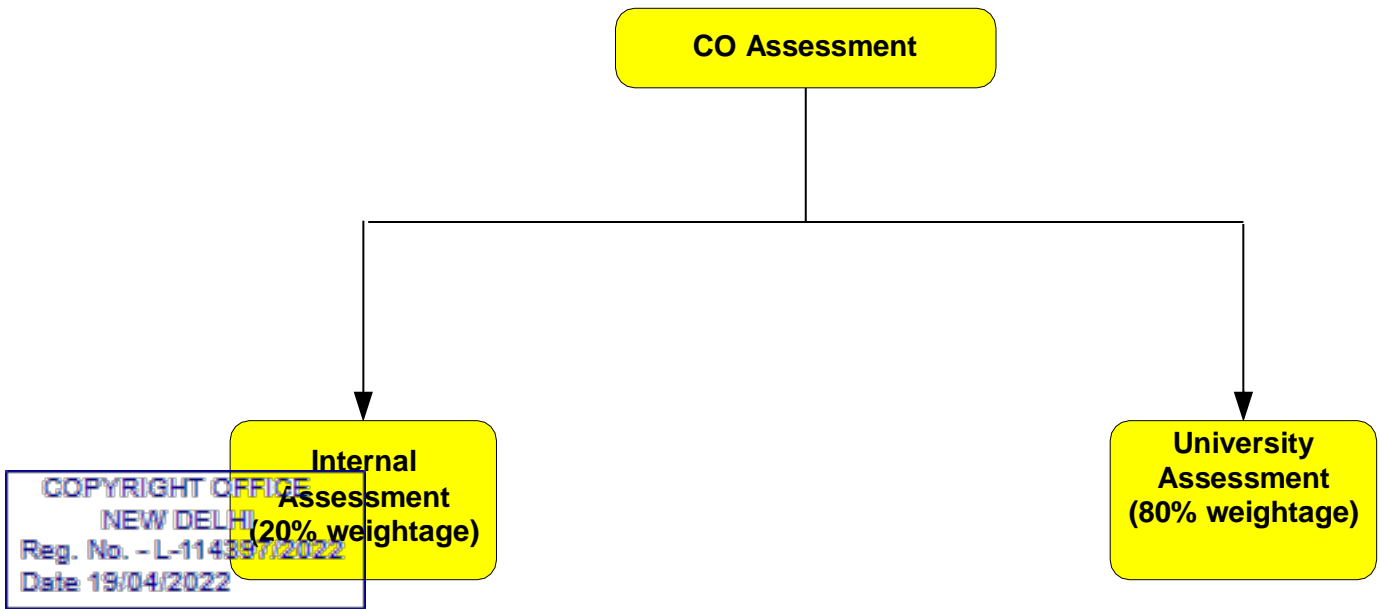 CO Assessment
Internal
Assessment
(20% weightage)
University
Assessment
(80% weightage)
COPYRIGHT OFFICE
NEW DELHI
Reg. No. - L-114397/2022
Date 19/04/2022